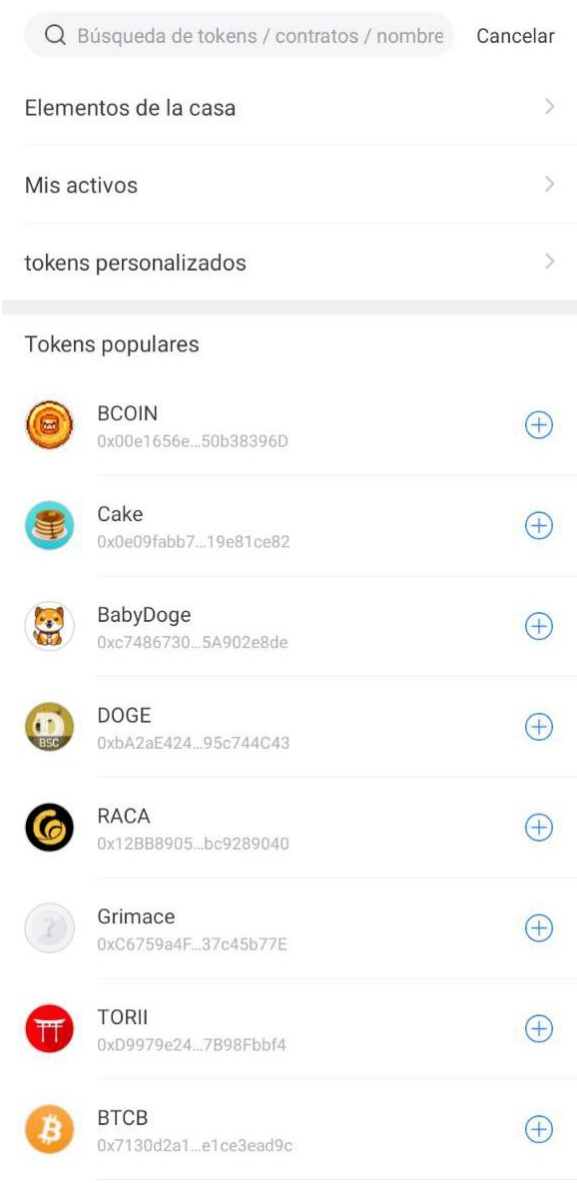 Búsqueda de tokens / contratos / nombre
Cancelar
Elementos de la casa
Mis activos
tokens personalizados
Tokens populares
BCOIN
0x00e1656e...50b38396D
Cake
0x0e09fabb7...19e81ce82
BabyDoge
0xc7486730...5A902e8de
DOGE
0xbA2aE424...95c744C43
BSC
RACA
0x12BB8905...bc9289040
Grimace
0xC6759a4F...37c45b77E
?
TORII
0xD9979e24...7B98Fbbf4
BTCB
0x7130d2a1...e1ce3ead9c